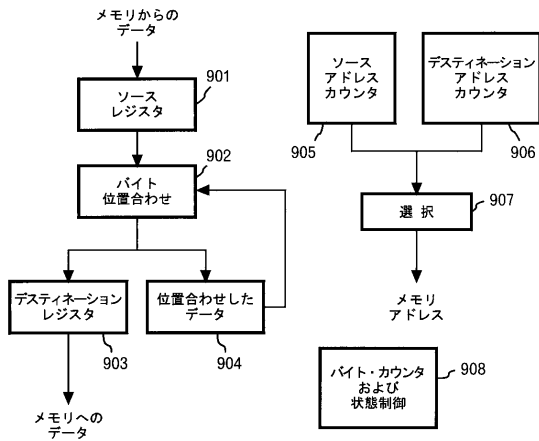 メモリからの
データ
901
ソース
レジスタ
902
バイト
位置合わせ
デスティネーション
レジスタ
903
位置合わせした
データ
904
メモリへの
データ
ソース
アドレス
カウンタ
905
デスティネーション
アドレス
カウンタ
906
選択
907
メモリ
アドレス
バイト・カウンタ
および
状態制御
908